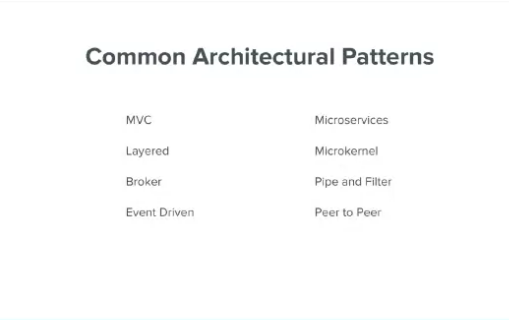 Common Architectural Patterns
MVC
Layered
Broker
Event Driven
Microservices
Microkernel
Pipe and Filter
Peer to Peer